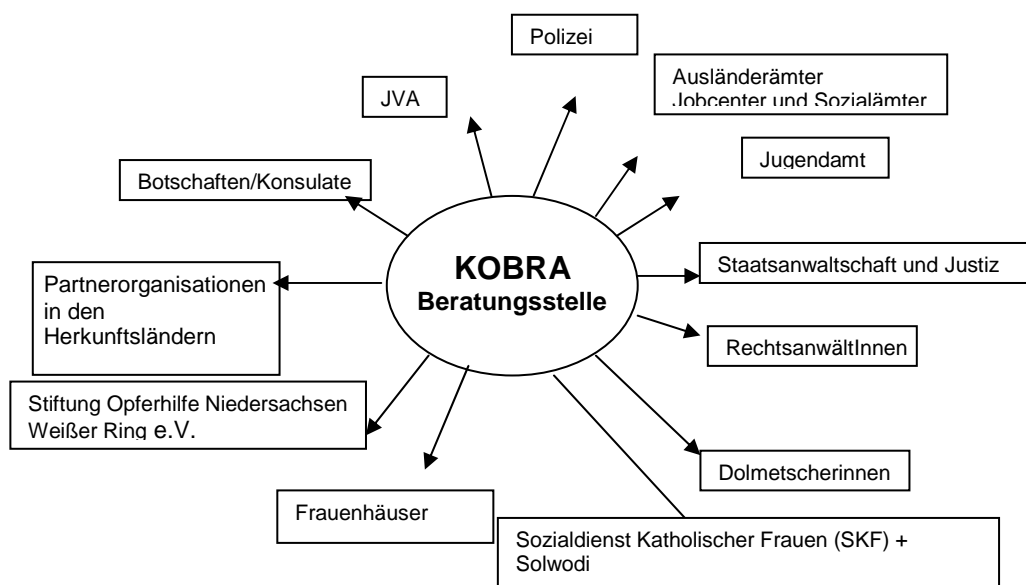 Polizei
Ausländerämter
Jobcenter und Sozialämter
JVA
Jugendamt
Botschaften/Konsulate
KOBRA
Beratungsstelle
Staatsanwaltschaft und Justiz
Partnerorganisationen
in den
Herkunftsländern
RechtsanwältInnen
Stiftung Opferhilfe Niedersachsen
Weißer Ring e.V.
Dolmetscherinnen
Frauenhäuser
Sozialdienst Katholischer Frauen (SKF) +
Solwodi